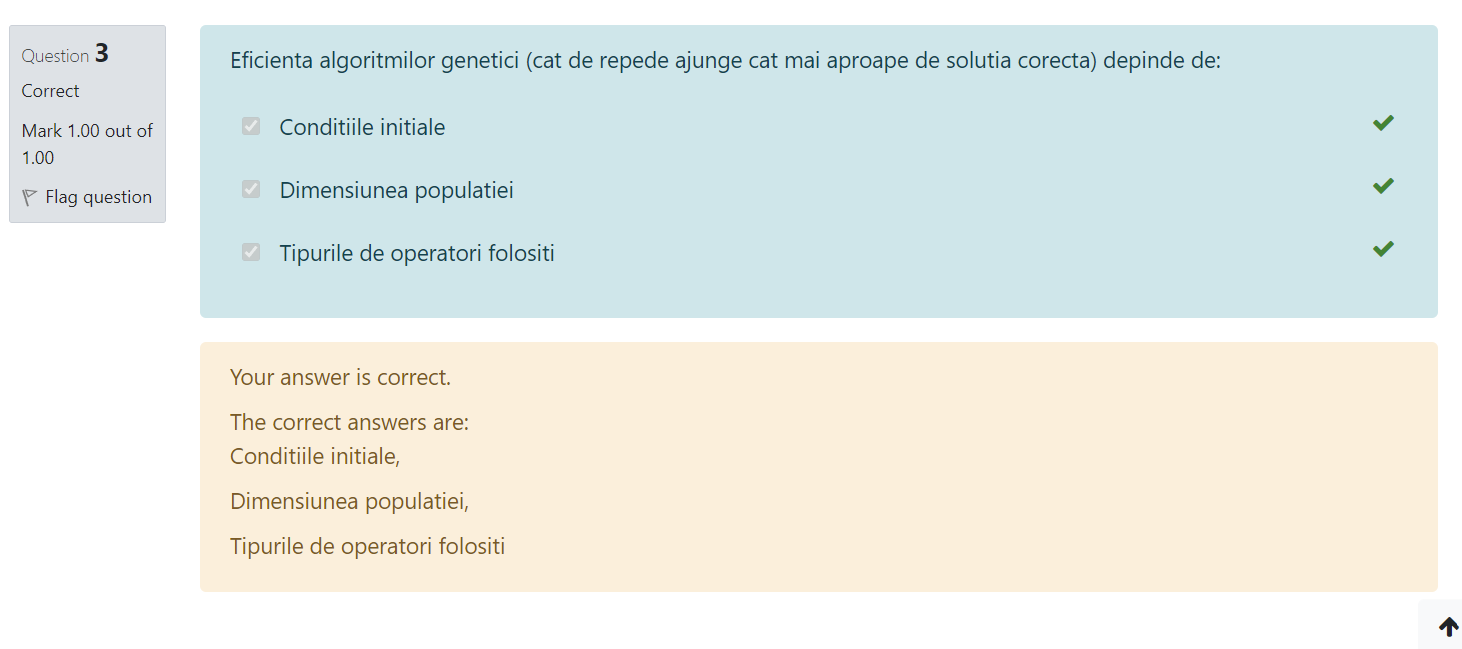 Question 3
Correct
Mark 1.00 out of
1.00
Flag question
Eficienta algoritmilor genetici (cat de repede ajunge cat mai aproape de solutia corecta) depinde de:
Conditiile initiale
Dimensiunea populatiei
Tipurile de operatori folositi
Your answer is correct.
The correct answers are:
Conditiile initiale,
Dimensiunea populatiei,
Tipurile de operatori folositi